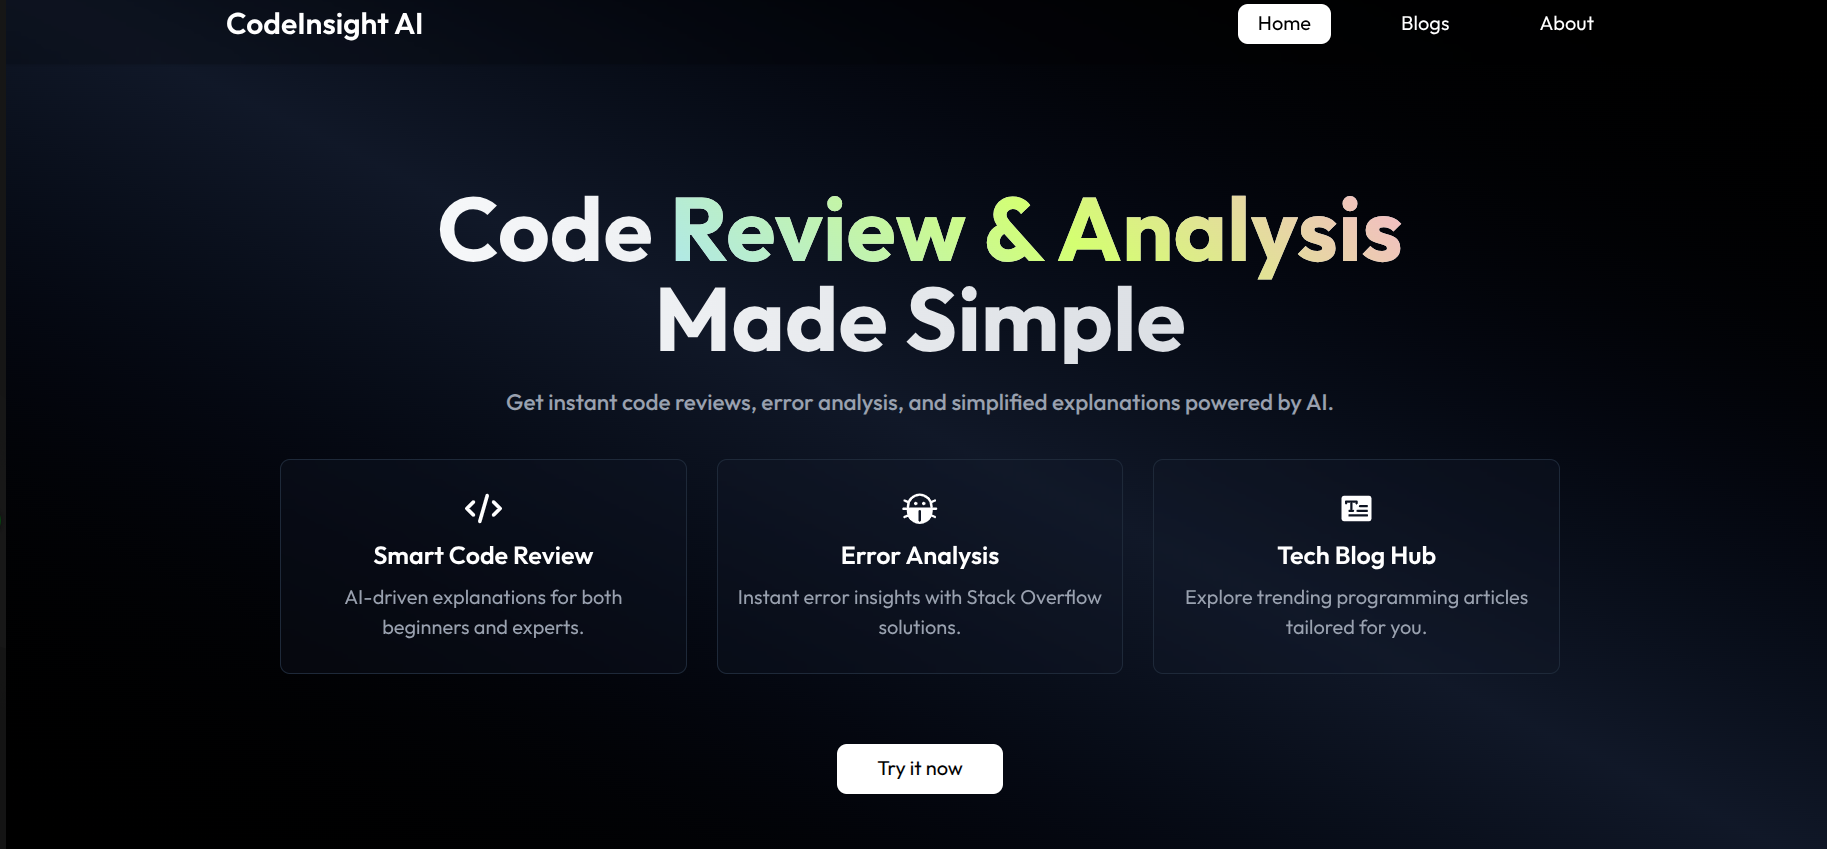 CodeInsight AI
Home
Blogs
About
Code Review & Analysis
Made Simple
Get instant code reviews, error analysis, and simplified explanations powered by AI.
Smart Code Review
AI-driven explanations for both
beginners and experts.
Error Analysis
Instant error insights with Stack Overflow
solutions.
Tech Blog Hub
Explore trending programming articles
tailored for you.
Try it now